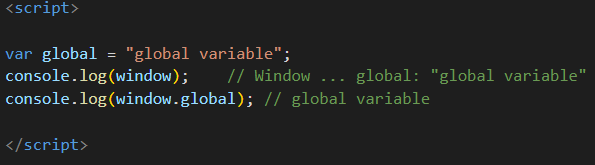 <script>
var global = "global variable";
console.log(window);    // Window ... global: "global variable"
console.log(window.global); // global variable
</script>